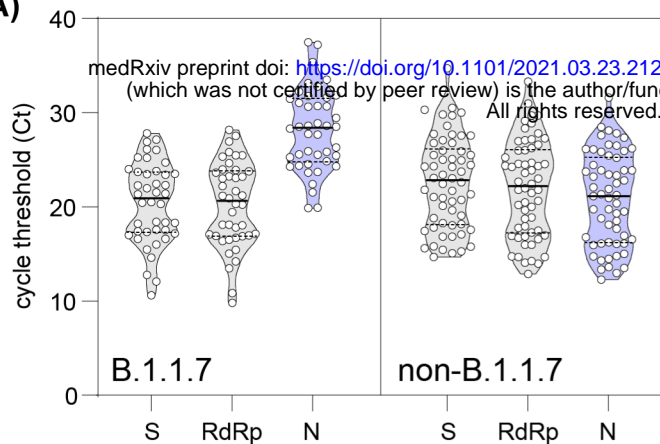 A)
40
medRxiv preprint doi: https://doi.org/10.1101/2021.03.23.212
(which was not certified by peer review) is the author/fun
30
All rights reserved.
cycle threshold (Ct)
20
10
B.1.1.7 non-B.1.1.7
0
S RdRp N S RdRp N